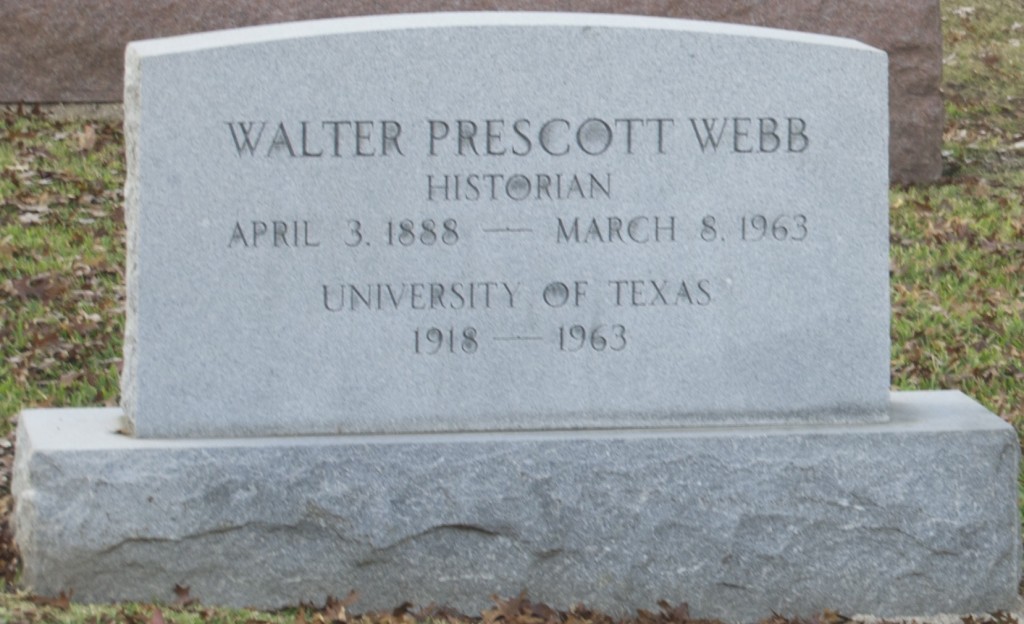 WALTER PRESCOTT WEBB
HISTORIAN
APRIL 3, 1888 — MARCH 8, 1963
UNIVERSITY OF TEXAS
1918 — 1963